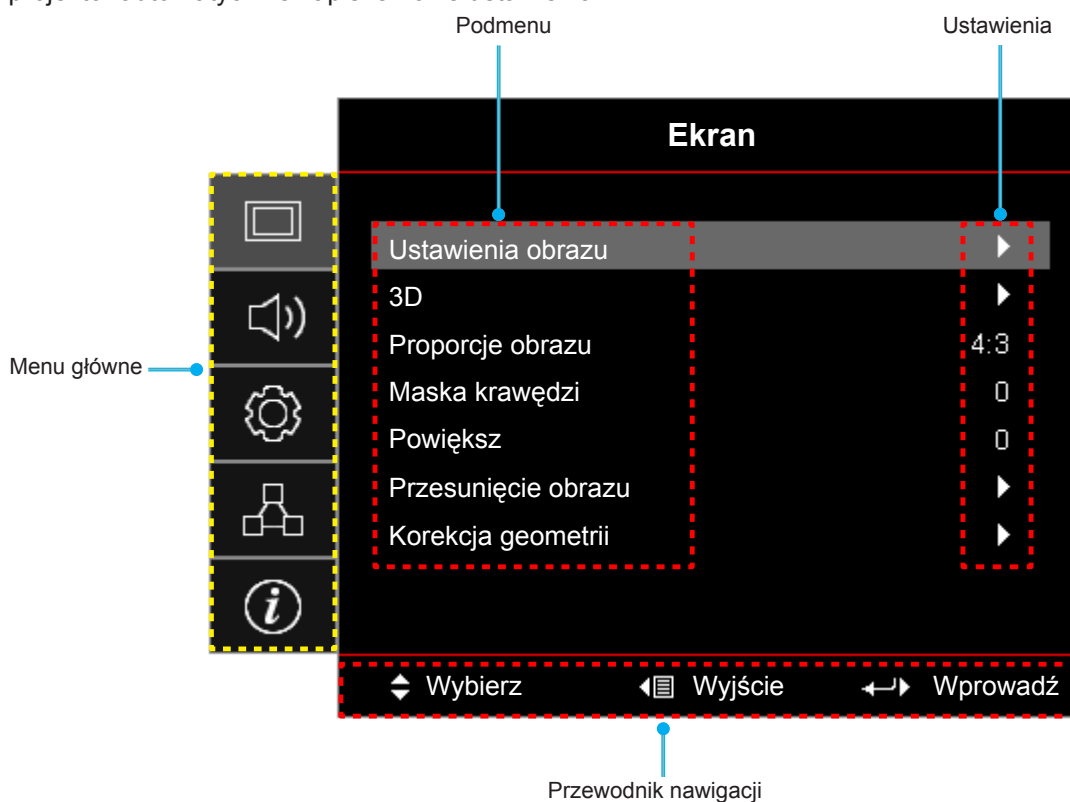 Podmenu Ustawienia
Ekran
Ustawienia obrazu
3D
Proporcje obrazu 4:3
Maska krawędzi 0
Powiększ 0
Przesunięcie obrazu
Korekcja geometrii
Menu główne
Wybierz Wyjście Wprowadź
Przewodnik nawigacji